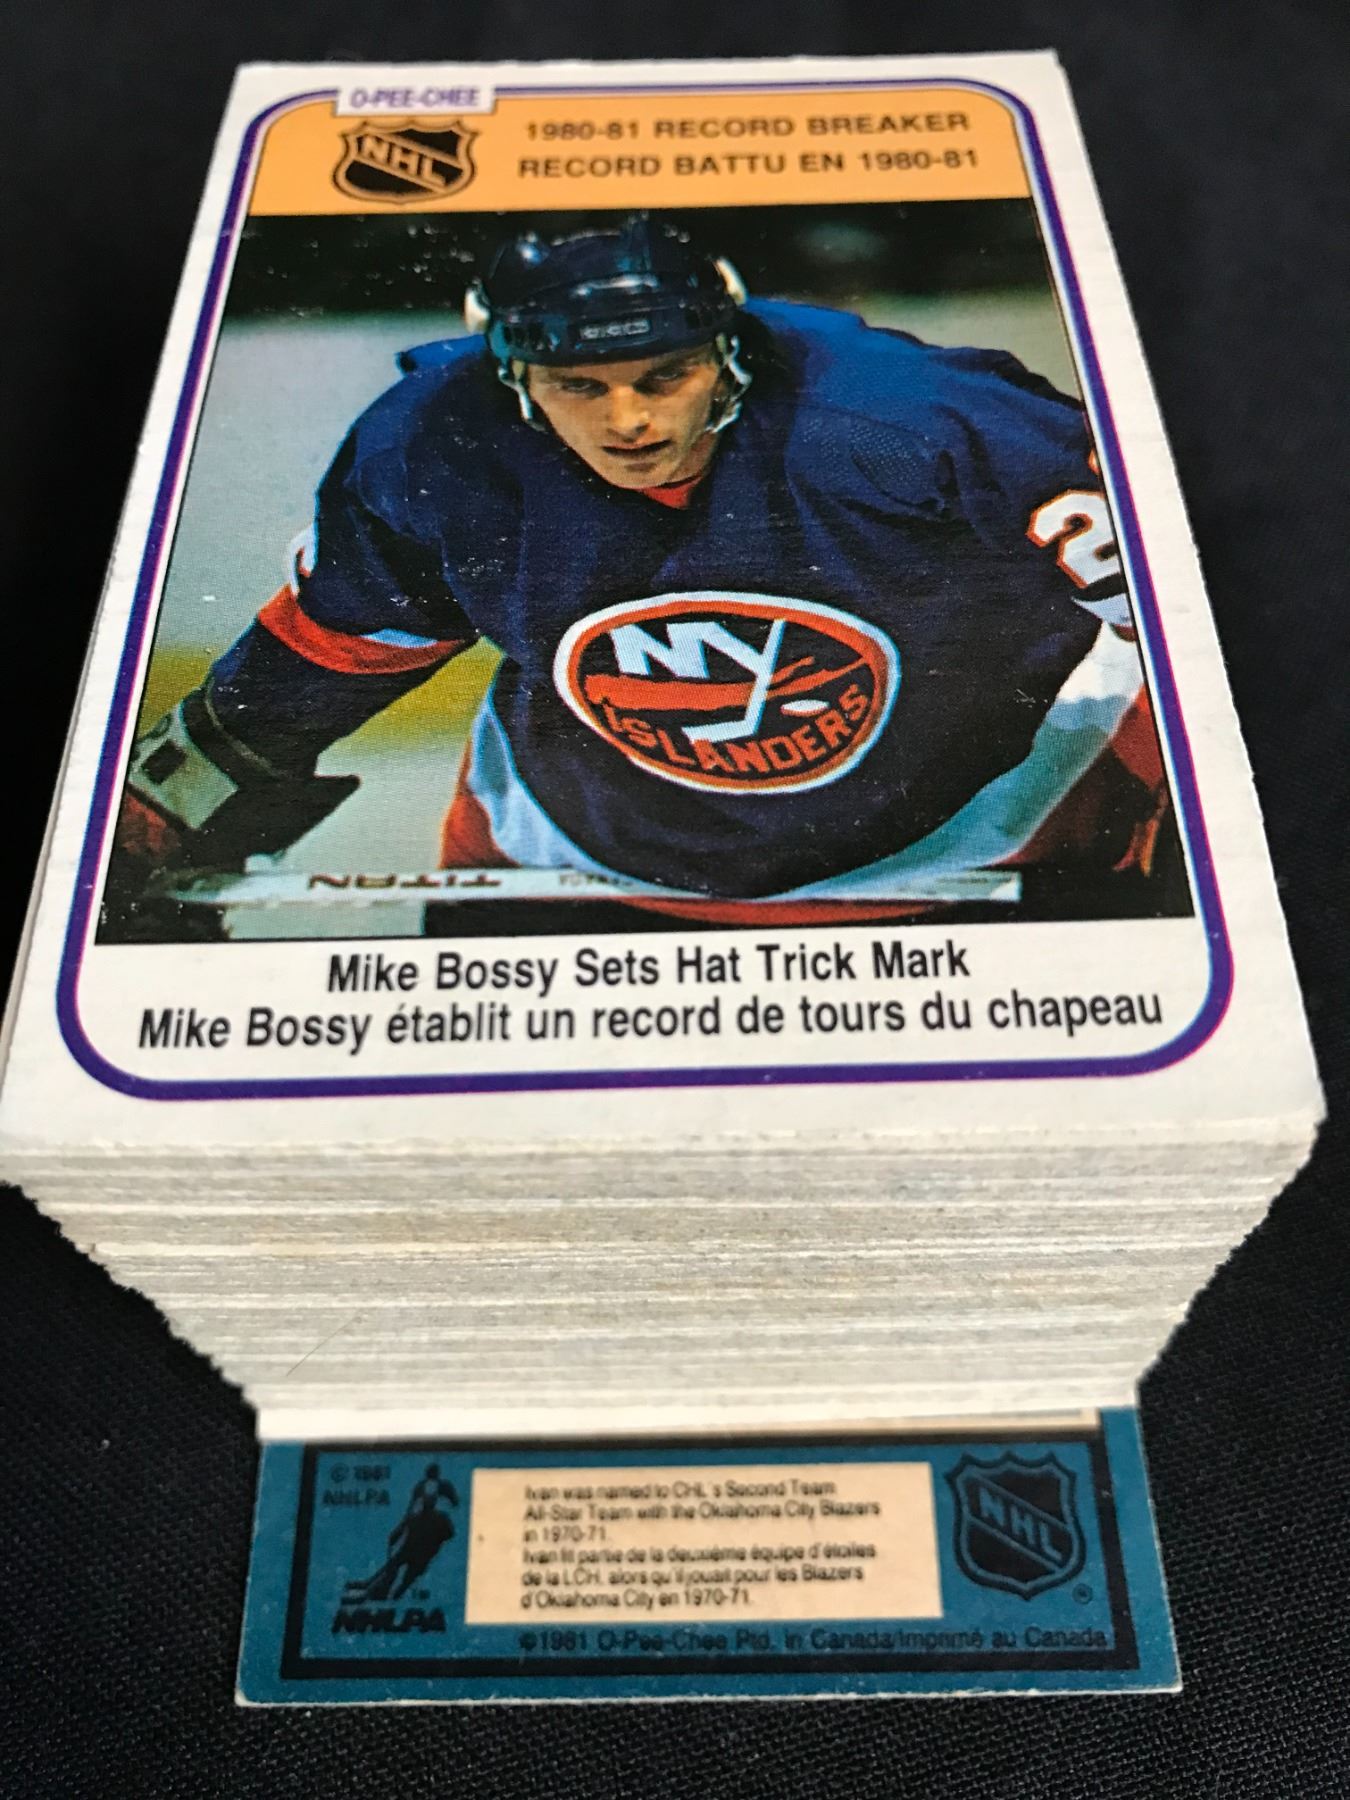 O-PEE-CHEE
NHL
1980-81 RECORD BREAKER
RECORD BATTU EN 1980-81
CCM
2
NY
ISLANDERS
TITAN
Mike Bossy Sets Hat Trick Mark
Mike Bossy établit un record de tours du chapeau
© 1981
NHLPA
Ivan was named to CHL's Second Team
All-Star Team with the Oklahoma City Blazers
in 1970-71.
Ivan fit partie de la deuxième équipe d'étoiles
de la LCH. alors qu'il jouait pour les Blazers
d'Oklahoma City en 1970-71.
NHL
®
TM
NHLPA
©1981 O-Pee-Chee Ptd. in Canada/Imprimé au Canada